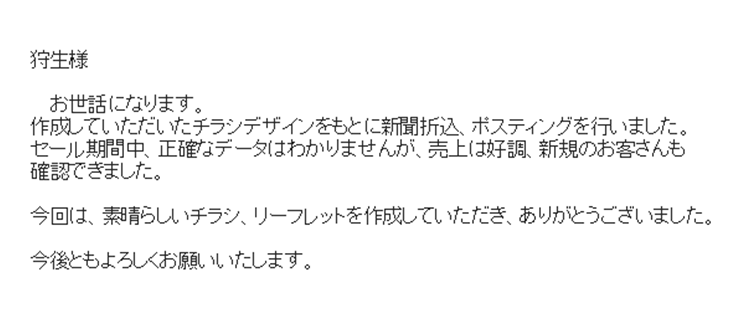 狩生様
　お世話になります。
作成していただいたチラシデザインをもとに新聞折込、ポスティングを行いました。
セール期間中、正確なデータはわかりませんが、売上は好調、新規のお客さんも
確認できました。
今回は、素晴らしいチラシ、リーフレットを作成していただき、ありがとうございました。
今後ともよろしくお願いいたします。